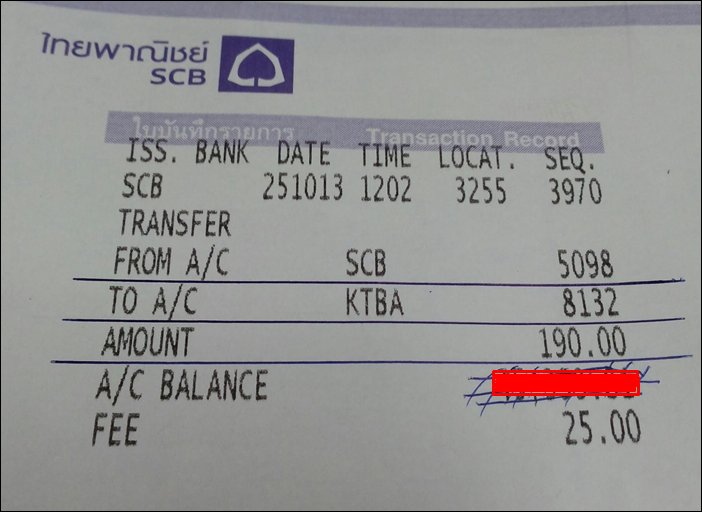 ไทยพาณิชย์
SCB
ใบบันทึกรายการ Transaction Record
ISS. BANK DATE TIME LOCAT. SEQ.
SCB 251013 1202 3255 3970
TRANSFER
FROM A/C SCB 5098
TO A/C KTBA 8132
AMOUNT 190.00
A/C BALANCE
FEE 25.00